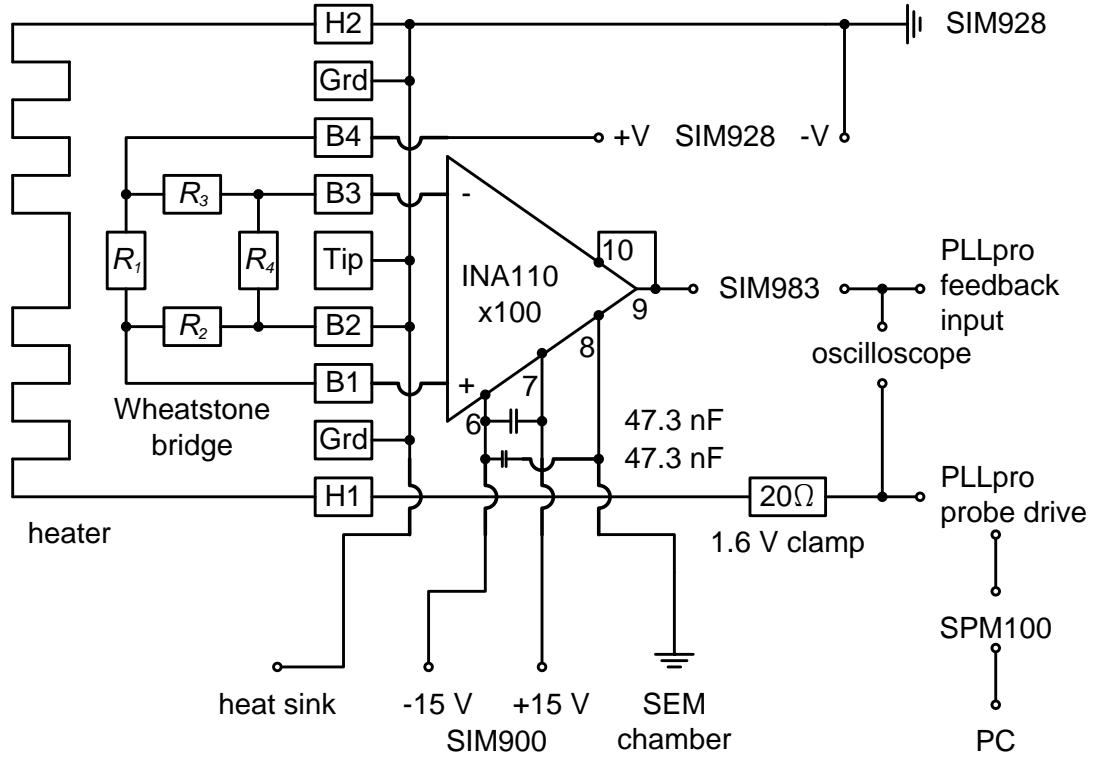 H2
SIM928
Grd
B4
+V SIM928 -V
R3
B3
-
10
R1
R4
Tip
INA110
x100
9
SIM983
PLLpro
feedback
input
R2
B2
8
oscilloscope
B1
+
7
6
Wheatstone
bridge
47.3 nF
Grd
47.3 nF
H1
20Ω
PLLpro
probe drive
heater
1.6 V clamp
SPM100
heat sink
-15 V
+15 V
SIM900
SEM
chamber
PC